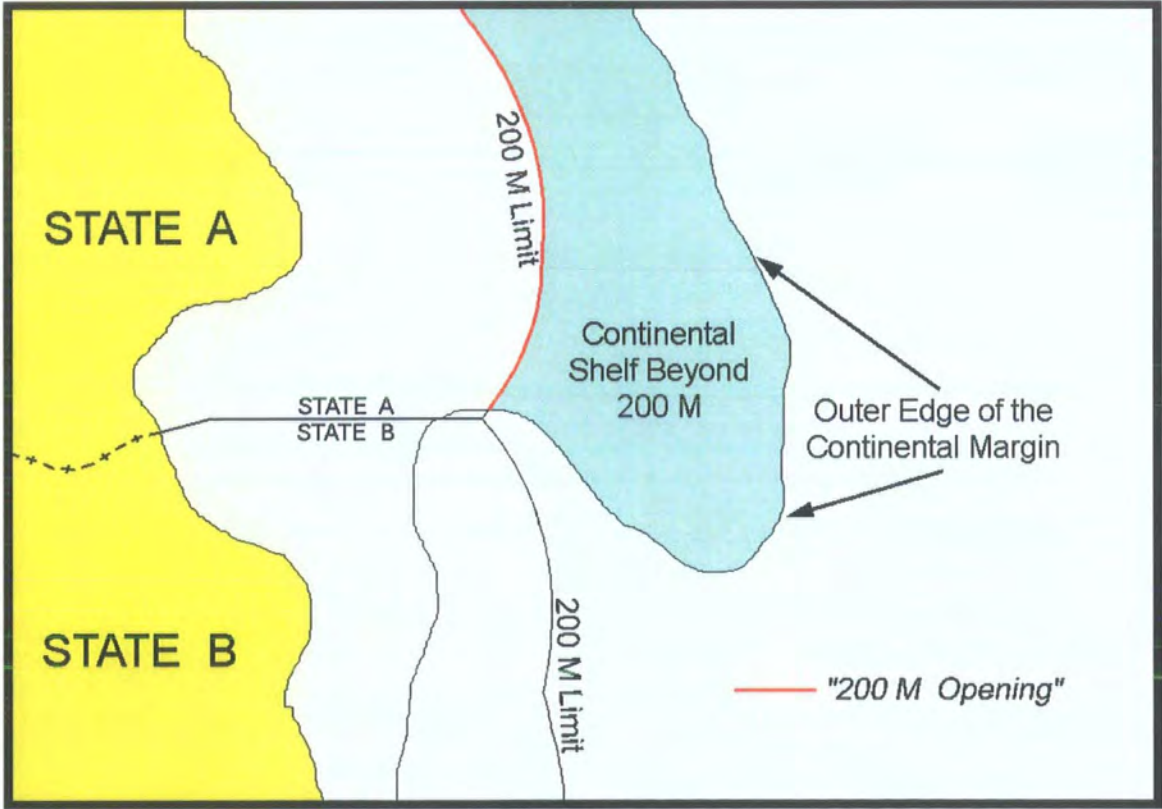 200 M Limit
STATE A
Continental
Shelf Beyond
200 M
STATE A
STATE B
Outer Edge of the
Continental Margin
STATE B
200 M Limit
"200 M Opening"